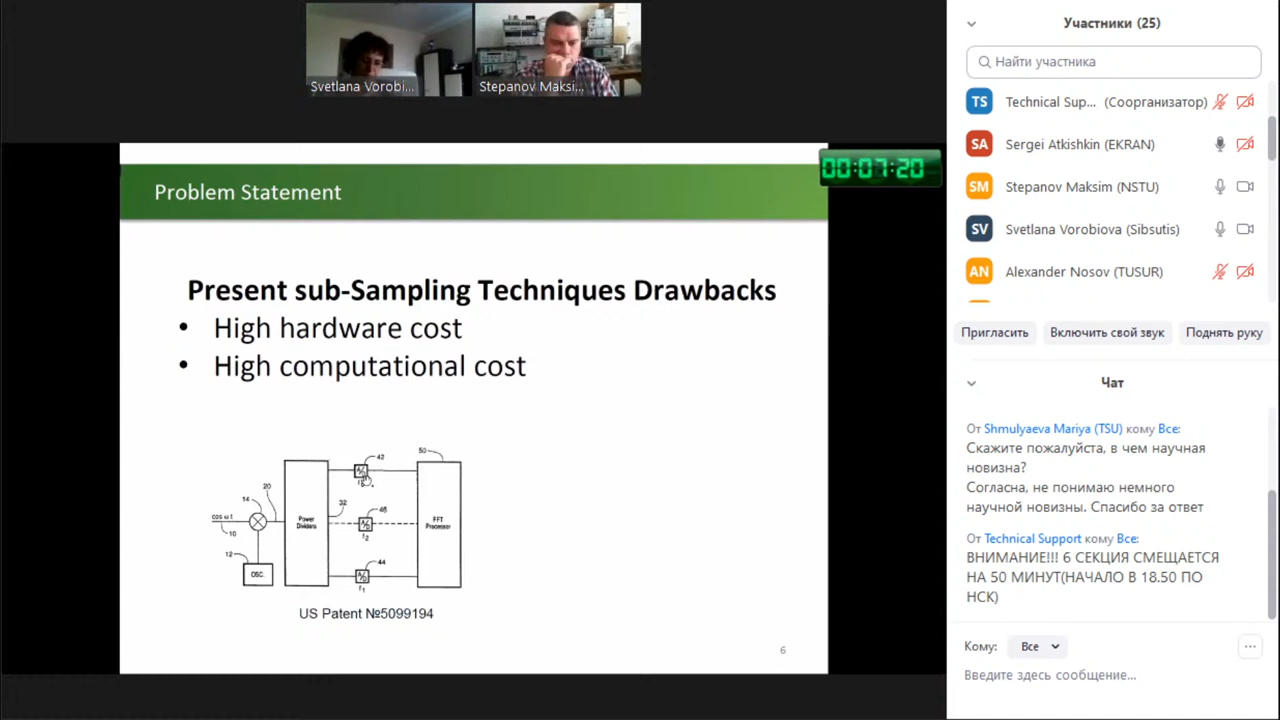 Svetlana Vorobi...
Stepanov Maksi...
00:07:20
Problem Statement
Present sub-Sampling Techniques Drawbacks
• High hardware cost
• High computational cost
cos ω t
10
14
20
12
OSC.
Power
Dividers
32
42
A/D
46
A/D
f2
44
A/D
f1
50
FFT
Processor
US Patent №5099194
6
Участники (25)
Найти участника
TS Technical Sup... (Соорганизатор)
SA Sergei Atkishkin (EKRAN)
SM Stepanov Maksim (NSTU)
SV Svetlana Vorobiova (Sibsutis)
AN Alexander Nosov (TUSUR)
Пригласить Включить свой звук Поднять руку
Чат
От Shmulyaeva Mariya (TSU) кому Все:
Скажите пожалуйста, в чем научная
новизна?
Согласна, не понимаю немного
научной новизны. Спасибо за ответ
От Technical Support кому Все:
ВНИМАНИЕ!!! 6 СЕКЦИЯ СМЕЩАЕТСЯ
НА 50 МИНУТ(НАЧАЛО В 18.50 ПО
НСК)
Кому: Все
Введите здесь сообщение...